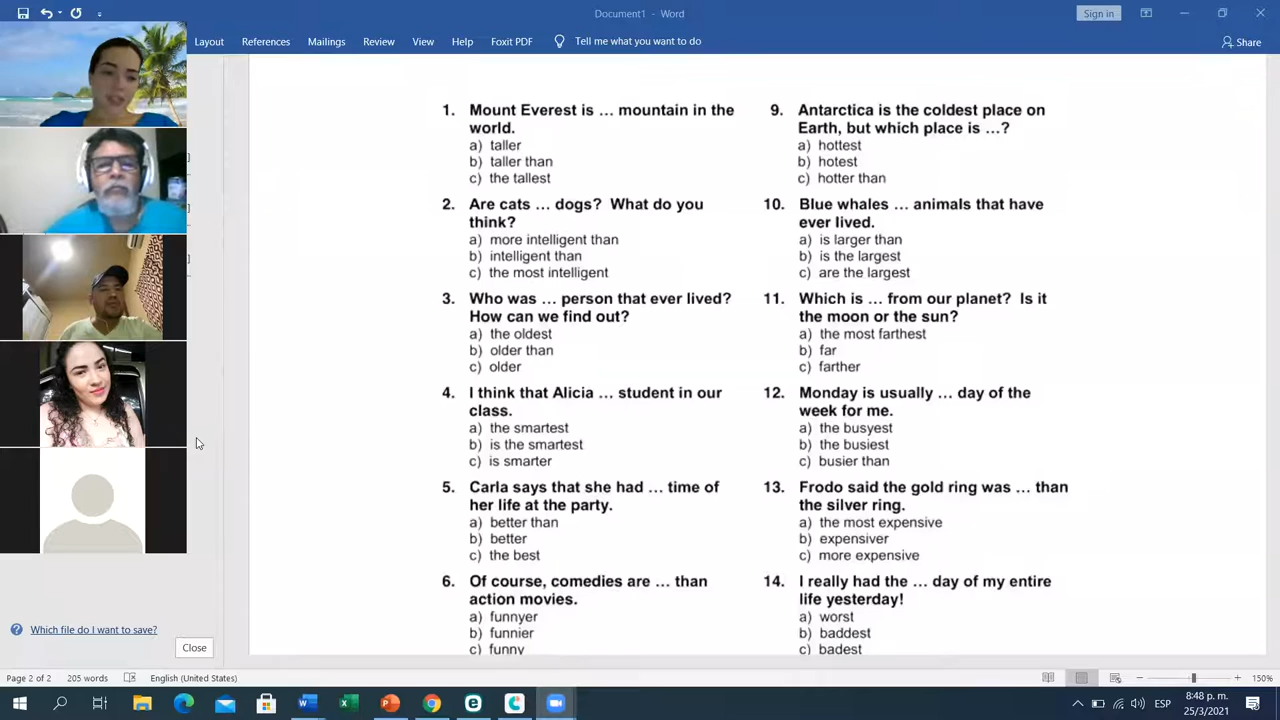 Document1 - Word
Sign in
Layout References Mailings Review View Help Foxit PDF Tell me what you want to do
Share
1. Mount Everest is … mountain in the
world.
a) taller
b) taller than
c) the tallest
2. Are cats … dogs? What do you
think?
a) more intelligent than
b) intelligent than
c) the most intelligent
3. Who was … person that ever lived?
How can we find out?
a) the oldest
b) older than
c) older
4. I think that Alicia … student in our
class.
a) the smartest
b) is the smartest
c) is smarter
5. Carla says that she had … time of
her life at the party.
a) better than
b) better
c) the best
6. Of course, comedies are … than
action movies.
a) funnyer
b) funnier
c) funny
9. Antarctica is the coldest place on
Earth, but which place is …?
a) hottest
b) hotest
c) hotter than
10. Blue whales … animals that have
ever lived.
a) is larger than
b) is the largest
c) are the largest
11. Which is … from our planet? Is it
the moon or the sun?
a) the most farthest
b) far
c) farther
12. Monday is usually … day of the
week for me.
a) the busyest
b) the busiest
c) busier than
13. Frodo said the gold ring was … than
the silver ring.
a) the most expensive
b) expensiver
c) more expensive
14. I really had the … day of my entire
life yesterday!
a) worst
b) baddest
c) badest
Which file do I want to save?
Close
Page 2 of 2 205 words English (United States)
150%
ESP
8:48 p. m.
25/3/2021